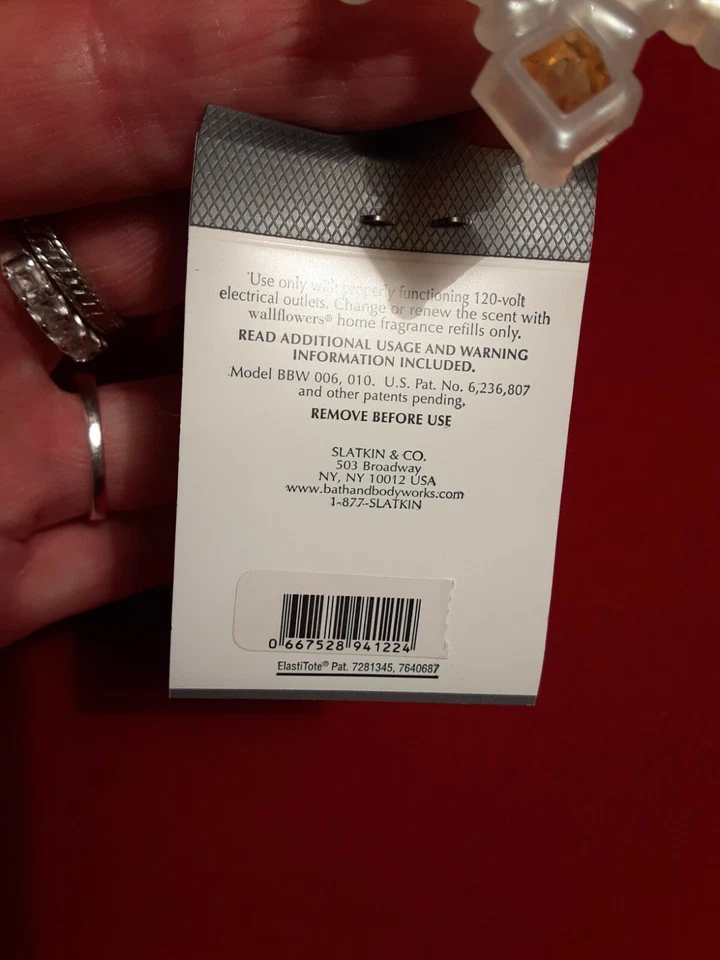 Use only with properly functioning 120-volt
electrical outlets. Change or renew the scent with
wallflowers® home fragrance refills only.
READ ADDITIONAL USAGE AND WARNING
INFORMATION INCLUDED.
Model BBW 006, 010. U.S. Pat. No. 6,236,807
and other patents pending.
REMOVE BEFORE USE
SLATKIN & CO.
503 Broadway
NY, NY 10012 USA
www.bathandbodyworks.com
1-877-SLATKIN
0 667528 941224
ElastiTote® Pat. 7281345, 7640687